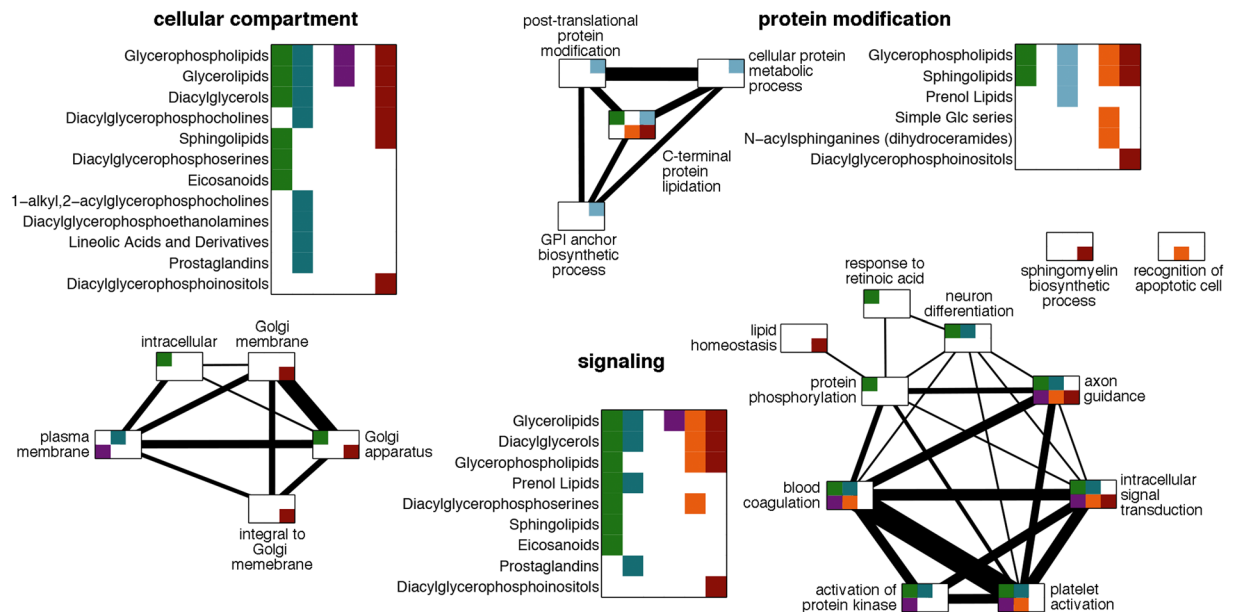 cellular compartment
Glycerophospholipids
Glycerolipids
Diacylglycerols
Diacylglycerophosphocholines
Sphingolipids
Diacylglycerophosphoserines
Eicosanoids
1−alkyl,2−acylglycerophosphocholines
Diacylglycerophosphoethanolamines
Lineolic Acids and Derivatives
Prostaglandins
Diacylglycerophosphoinositols
intracellular
Golgi
membrane
plasma
membrane
Golgi
apparatus
integral to
Golgi
memebrane
post-translational
protein
modification
cellular protein
metabolic
process
C-terminal
protein
lipidation
GPI anchor
biosynthetic
process
protein modification
Glycerophospholipids
Sphingolipids
Prenol Lipids
Simple Glc series
N−acylsphinganines (dihydroceramides)
Diacylglycerophosphoinositols
sphingomyelin
biosynthetic
process
recognition of
apoptotic cell
signaling
Glycerolipids
Diacylglycerols
Glycerophospholipids
Prenol Lipids
Diacylglycerophosphoserines
Sphingolipids
Eicosanoids
Prostaglandins
Diacylglycerophosphoinositols
response to
retinoic acid
neuron
differentiation
lipid
homeostasis
protein
phosphorylation
axon
guidance
blood
coagulation
intracellular
signal
transduction
activation of
protein kinase
platelet
activation